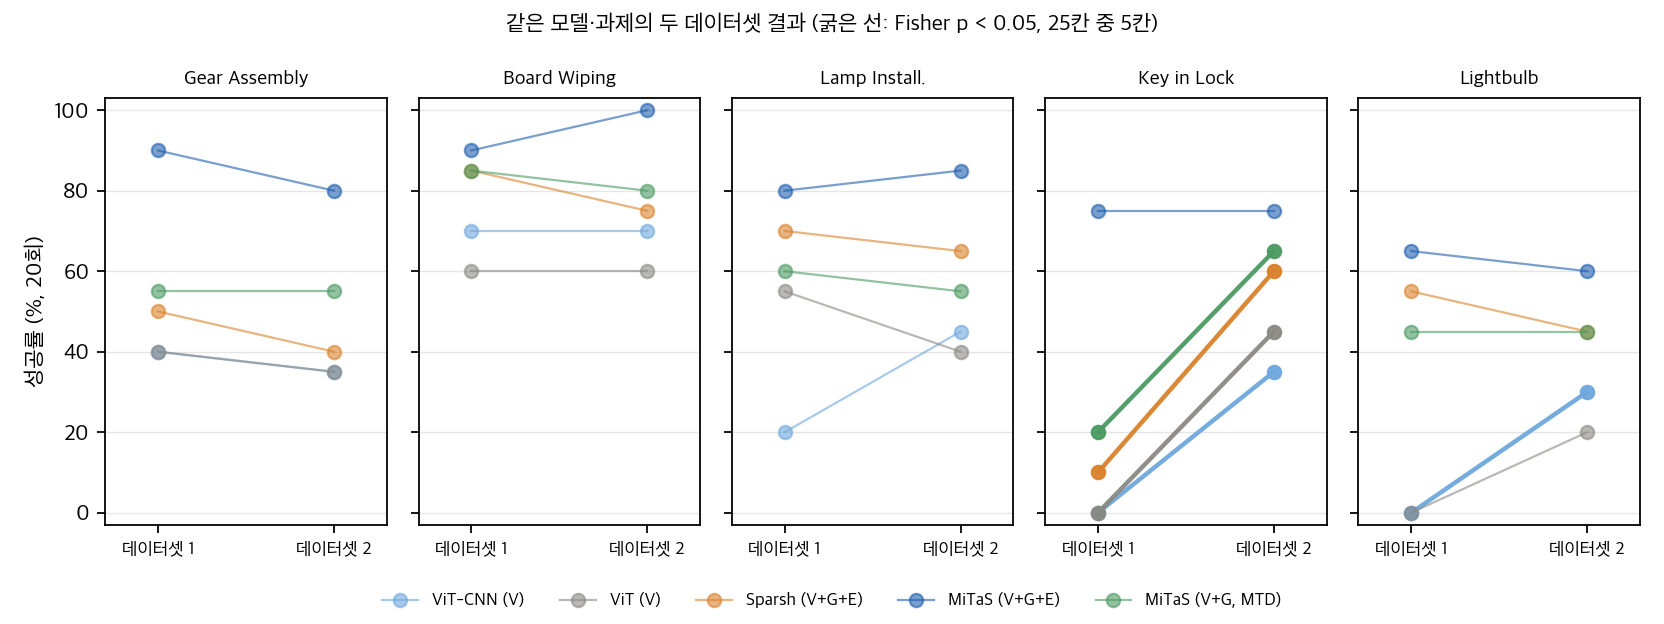 같은 모델·과제의 두 데이터셋 결과 (굵은 선: Fisher p < 0.05, 25칸 중 5칸)
Gear Assembly
Board Wiping
Lamp Install.
Key in Lock
Lightbulb
성공률 (%, 20회)
100
80
60
40
20
0
데이터셋 1
데이터셋 2
데이터셋 1
데이터셋 2
데이터셋 1
데이터셋 2
데이터셋 1
데이터셋 2
데이터셋 1
데이터셋 2
ViT-CNN (V)
ViT (V)
Sparsh (V+G+E)
MiTaS (V+G+E)
MiTaS (V+G, MTD)